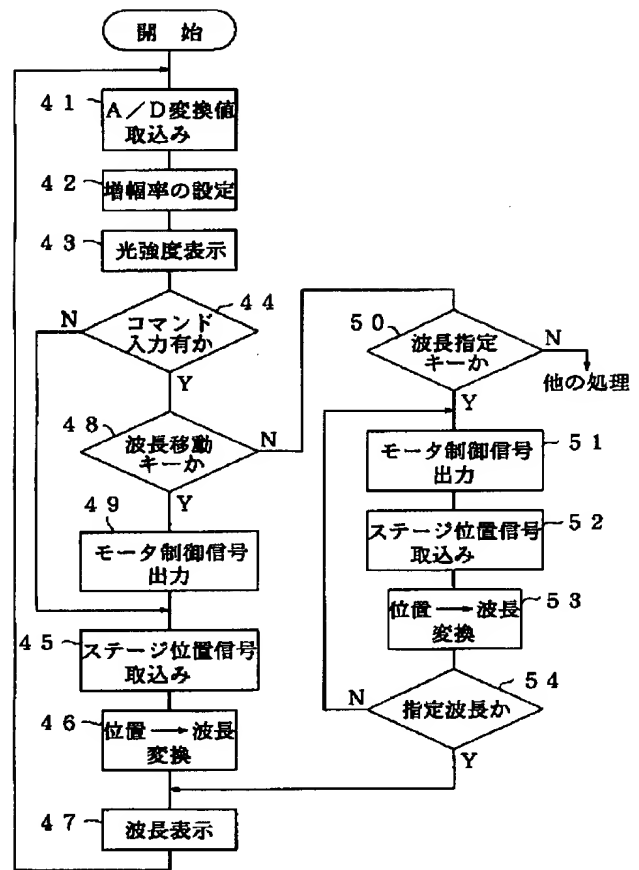 開 始
41
A/D変換値
取込み
42
増幅率の設定
43
光強度表示
44
コマンド
入力有か
N
Y
48
波長移動
キーか
N
Y
49
モータ制御信号
出力
45
ステージ位置信号
取込み
46
位置→波長
変換
47
波長表示
50
波長指定
キーか
N
他の処理
Y
51
モータ制御信号
出力
52
ステージ位置信号
取込み
53
位置→波長
変換
54
指定波長か
N
Y